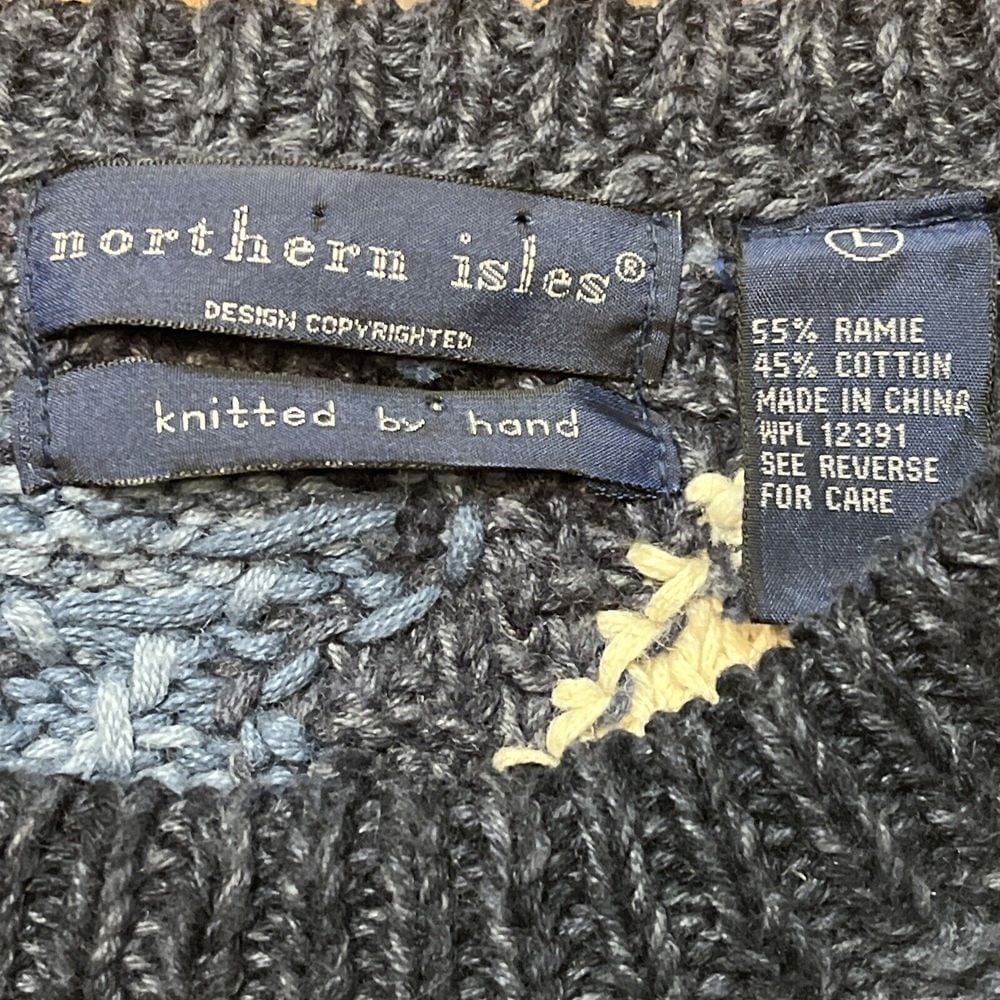 northern isles®
DESIGN COPYRIGHTED
knitted by hand
L
55% RAMIE
45% COTTON
MADE IN CHINA
WPL 12391
SEE REVERSE
FOR CARE